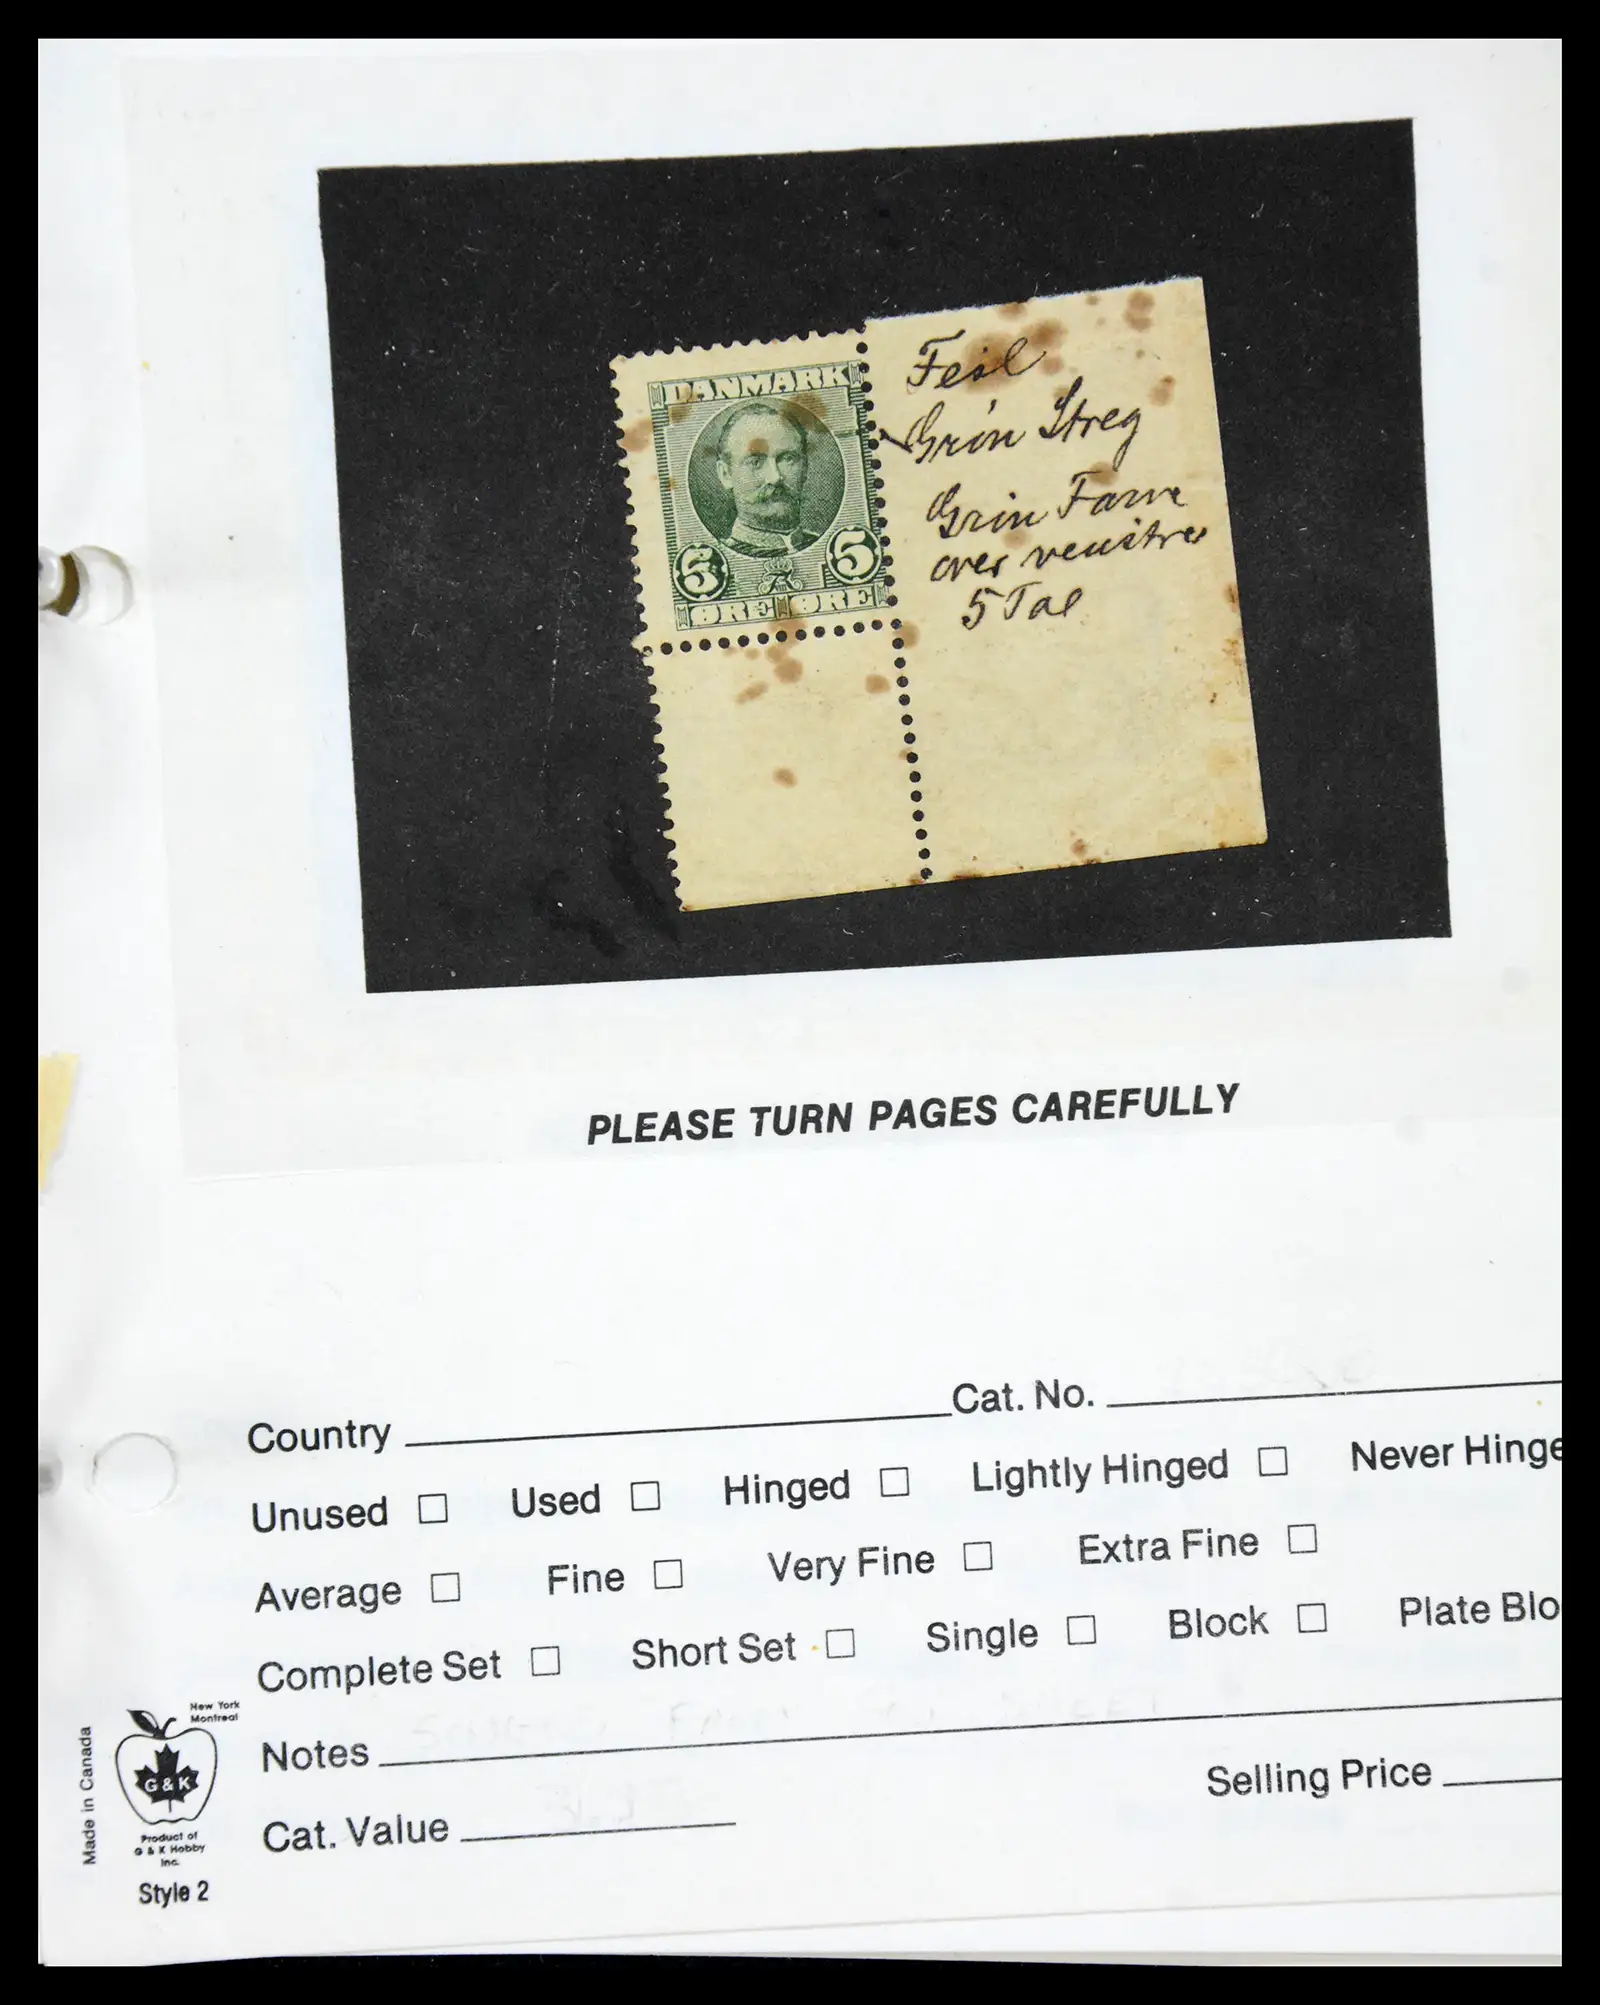 DANMARK
5 5
ØRE ØRE
Feil
Grön Streg
Grön Farve
over venstre
5 Tal
PLEASE TURN PAGES CAREFULLY
Country Cat. No.
Unused Used Hinged Lightly Hinged Never Hinge
Average Fine Very Fine Extra Fine
Complete Set Short Set Single Block Plate Blo
Notes
Selling Price
Cat. Value
Made in Canada
New York
Montreal
G & K
Product of
G & K Hobby
Inc.
Style 2